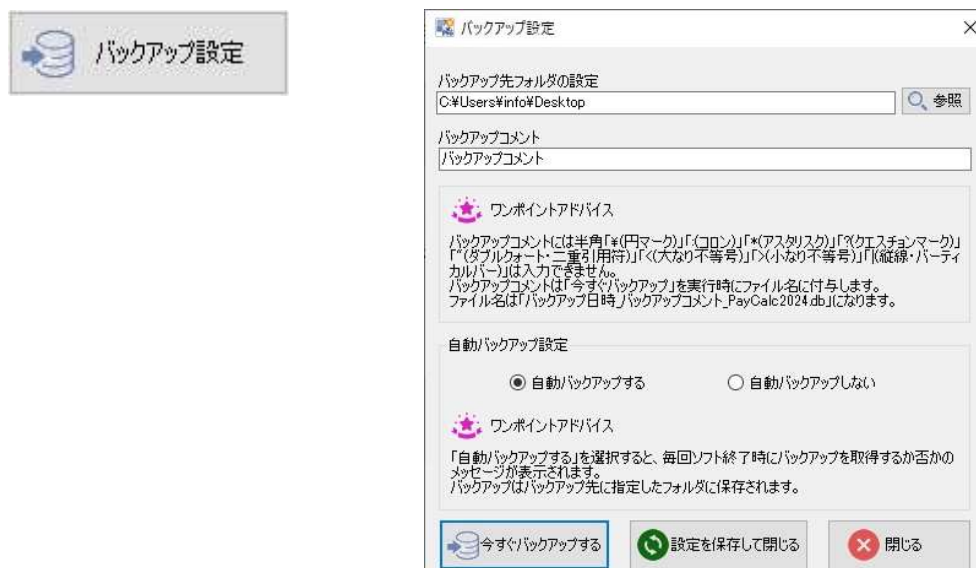 バックアップ設定
バックアップ設定
バックアップ先フォルダの設定
C:¥Users¥info¥Desktop
参照
バックアップコメント
バックアップコメント
ワンポイントアドバイス
バックアップコメントには半角「¥(円マーク)」「:(コロン)」「*(アスタリスク)」「?(クエスチョンマーク)」
「"(ダブルクォート・二重引用符)」「<(大なり不等号)」「>(小なり不等号)」「|(縦線・バーティ
カルバー)」は入力できません。
バックアップコメントは「今すぐバックアップ」を実行時にファイル名に付与します。
ファイル名は「バックアップ日時_バックアップコメント_PayCalc2024.db」になります。
自動バックアップ設定
自動バックアップする
自動バックアップしない
ワンポイントアドバイス
「自動バックアップする」を選択すると、毎回ソフト終了時にバックアップを取得するか否かの
メッセージが表示されます。
バックアップはバックアップ先に指定したフォルダに保存されます。
今すぐバックアップする
設定を保存して閉じる
閉じる